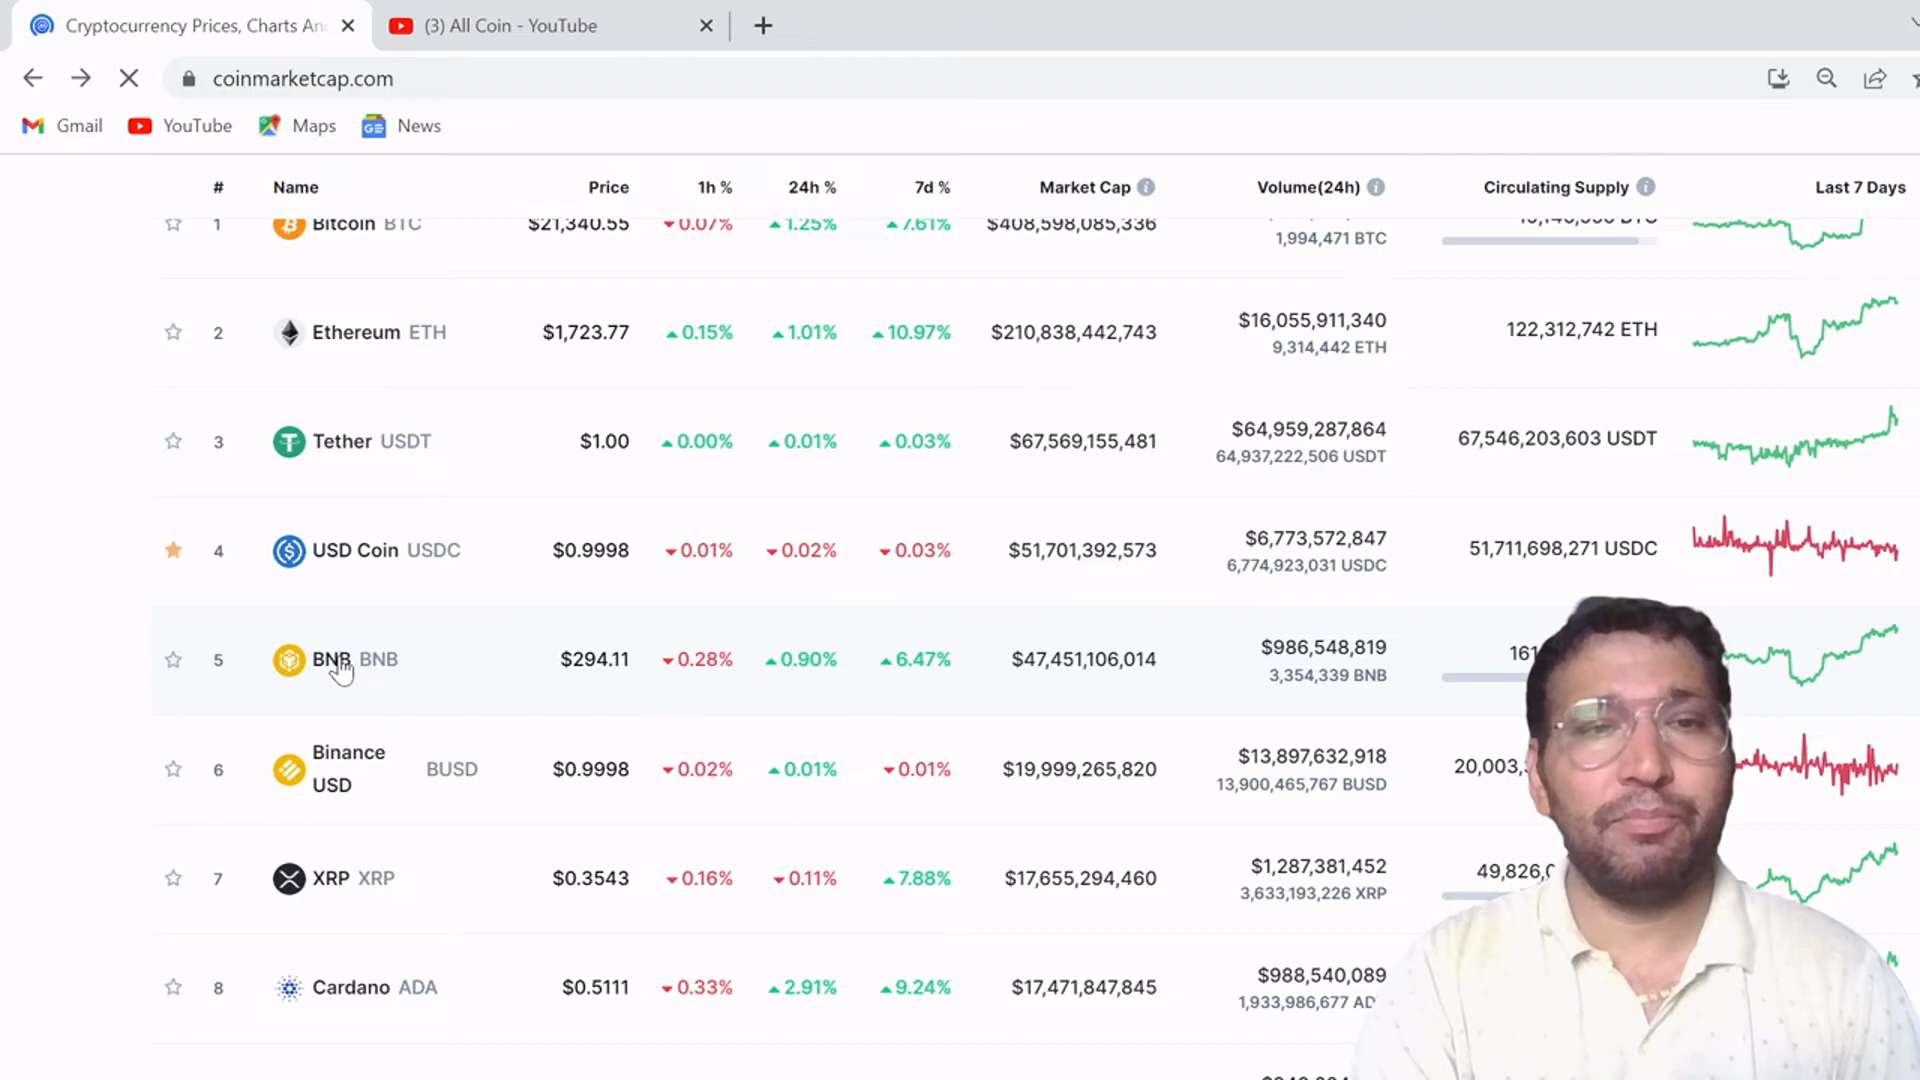 Cryptocurrency Prices, Charts An
(3) All Coin - YouTube
coinmarketcap.com
Gmail YouTube Maps News
# Name Price 1h % 24h % 7d % Market Cap Volume(24h) Circulating Supply Last 7 Days
1 Bitcoin BTC $21,340.55 0.07% 1.25% 7.61% $408,598,085,336
1,994,471 BTC
2 Ethereum ETH $1,723.77 0.15% 1.01% 10.97% $210,838,442,743 $16,055,911,340 122,312,742 ETH
9,314,442 ETH
3 Tether USDT $1.00 0.00% 0.01% 0.03% $67,569,155,481 $64,959,287,864 67,546,203,603 USDT
64,937,222,506 USDT
4 USD Coin USDC $0.9998 0.01% 0.02% 0.03% $51,701,392,573 $6,773,572,847 51,711,698,271 USDC
6,774,923,031 USDC
5 BNB BNB $294.11 0.28% 0.90% 6.47% $47,451,106,014 $986,548,819 161
3,354,339 BNB
6 Binance USD BUSD $0.9998 0.02% 0.01% 0.01% $19,999,265,820 $13,897,632,918 20,003,
13,900,465,767 BUSD
7 XRP XRP $0.3543 0.16% 0.11% 7.88% $17,655,294,460 $1,287,381,452 49,826,0
3,633,193,226 XRP
8 Cardano ADA $0.5111 0.33% 2.91% 9.24% $17,471,847,845 $988,540,089
1,933,986,677 AD